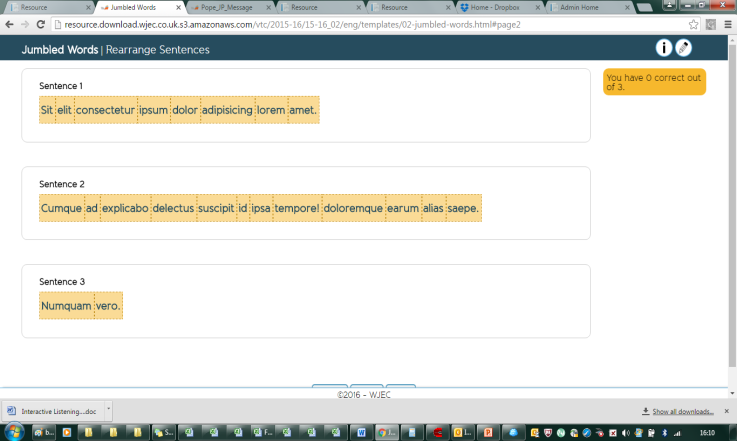 Resource
Jumbled Words
Pope_JP_Message
Resource
Resource
Home - Dropbox
Admin Home
resource.download.wjec.co.uk.s3.amazonaws.com/vtc/2015-16/15-16_02/eng/templates/02-jumbled-words.html#page2
Jumbled Words | Rearrange Sentences
You have 0 correct out
of 3.
Sentence 1
Sit elit consectetur ipsum dolor adipisicing lorem amet.
Sentence 2
Cumque ad explicabo delectus suscipit id ipsa tempore! doloremque earum alias saepe.
Sentence 3
Numquam vero.
©2016 - WJEC
Interactive Listening....doc
Show all downloads...
16:10